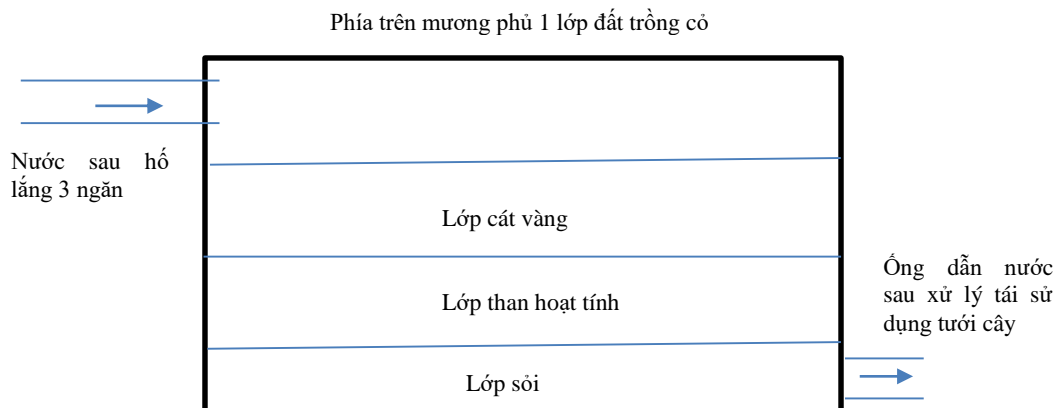 Phía trên mương phủ 1 lớp đất trồng cỏ
Nước sau hố
lắng 3 ngăn
Lớp cát vàng
Lớp than hoạt tính
Lớp sỏi
Ống dẫn nước
sau xử lý tái sử
dụng tưới cây